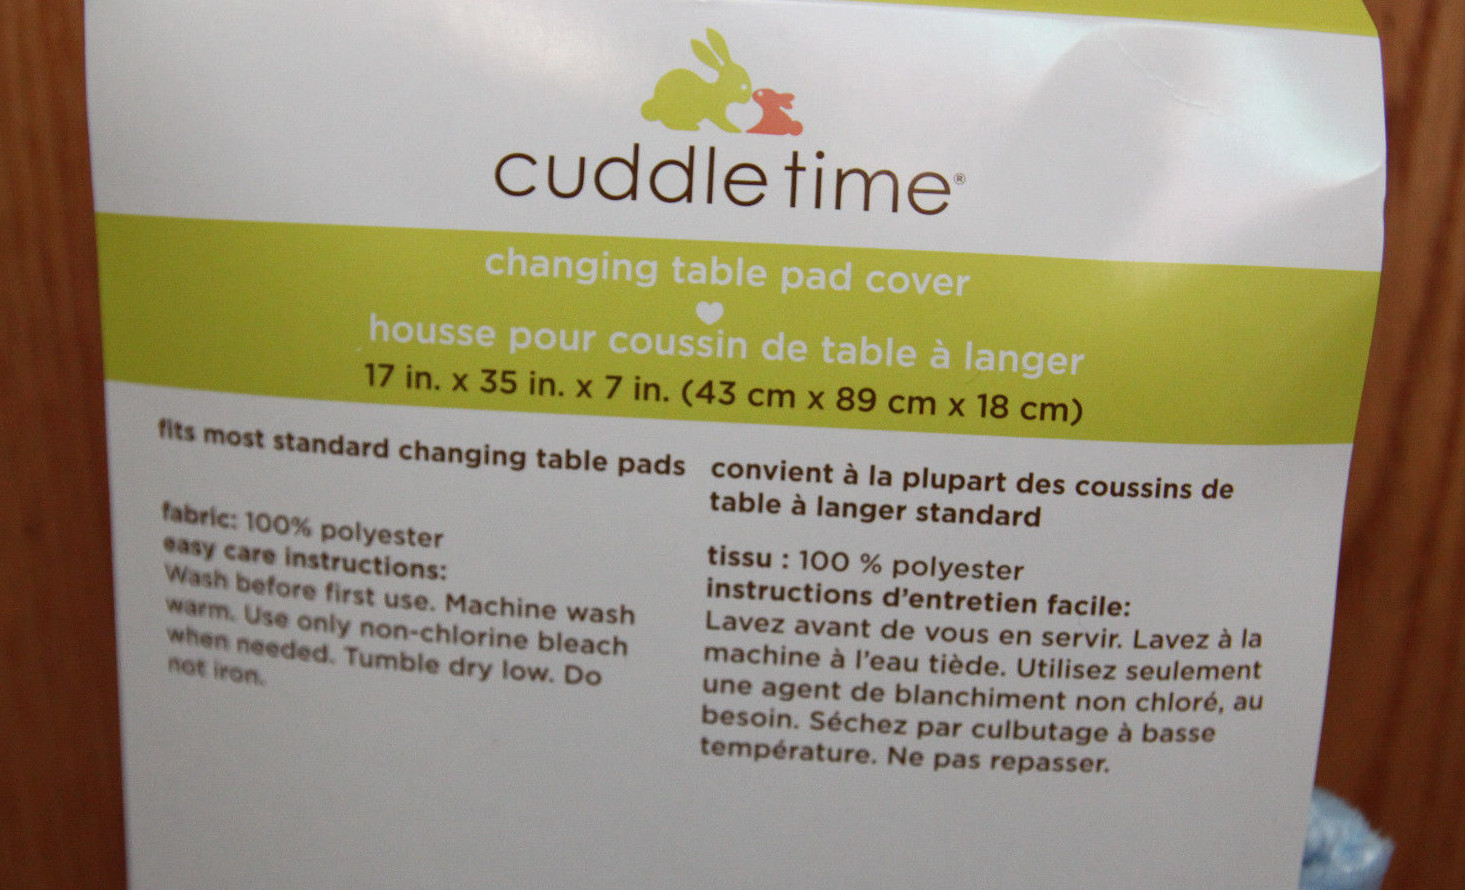 cuddle time®
changing table pad cover
housse pour coussin de table à langer
17 in. x 35 in. x 7 in. (43 cm x 89 cm x 18 cm)
fits most standard changing table pads
fabric: 100% polyester
easy care instructions:
Wash before first use. Machine wash
warm. Use only non-chlorine bleach
when needed. Tumble dry low. Do
not iron.
convient à la plupart des coussins de
table à langer standard
tissu : 100 % polyester
instructions d'entretien facile:
Lavez avant de vous en servir. Lavez à la
machine à l'eau tiède. Utilisez seulement
une agent de blanchiment non chloré, au
besoin. Séchez par culbutage à basse
température. Ne pas repasser.